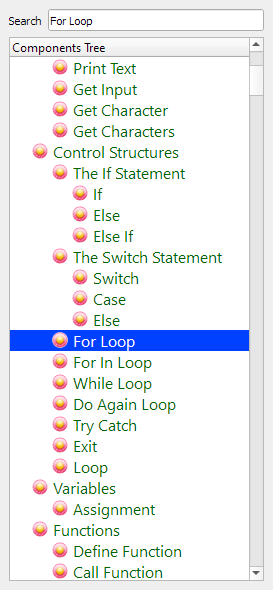 Search For Loop
Components Tree
Print Text
Get Input
Get Character
Get Characters
Control Structures
The If Statement
If
Else
Else If
The Switch Statement
Switch
Case
Else
For Loop
For In Loop
While Loop
Do Again Loop
Try Catch
Exit
Loop
Variables
Assignment
Functions
Define Function
Call Function